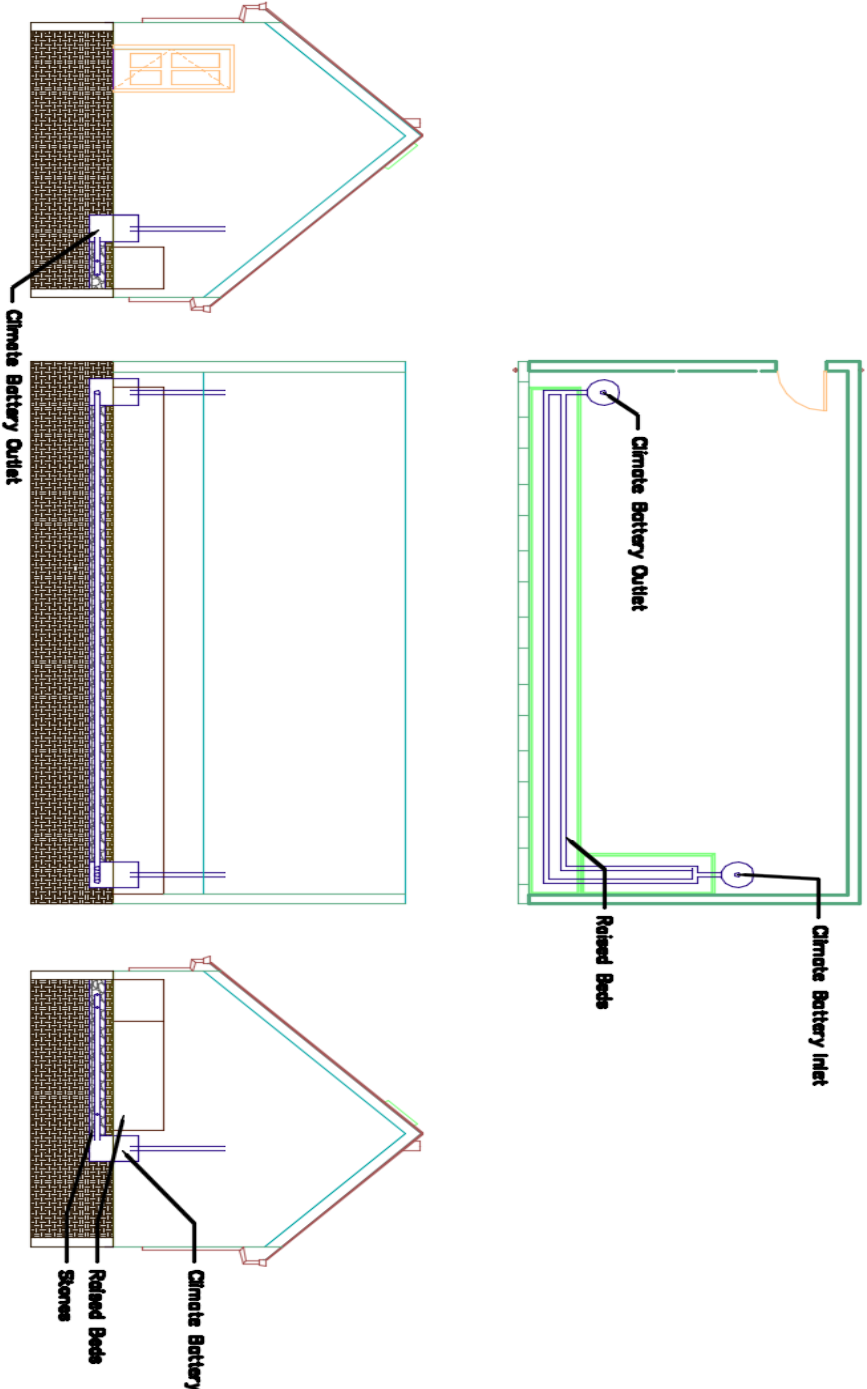 Climate Battery Outlet
Climate Battery Outlet
Raised Beds
Climate Battery Inlet
Climate Battery
Raised Beds
Stones